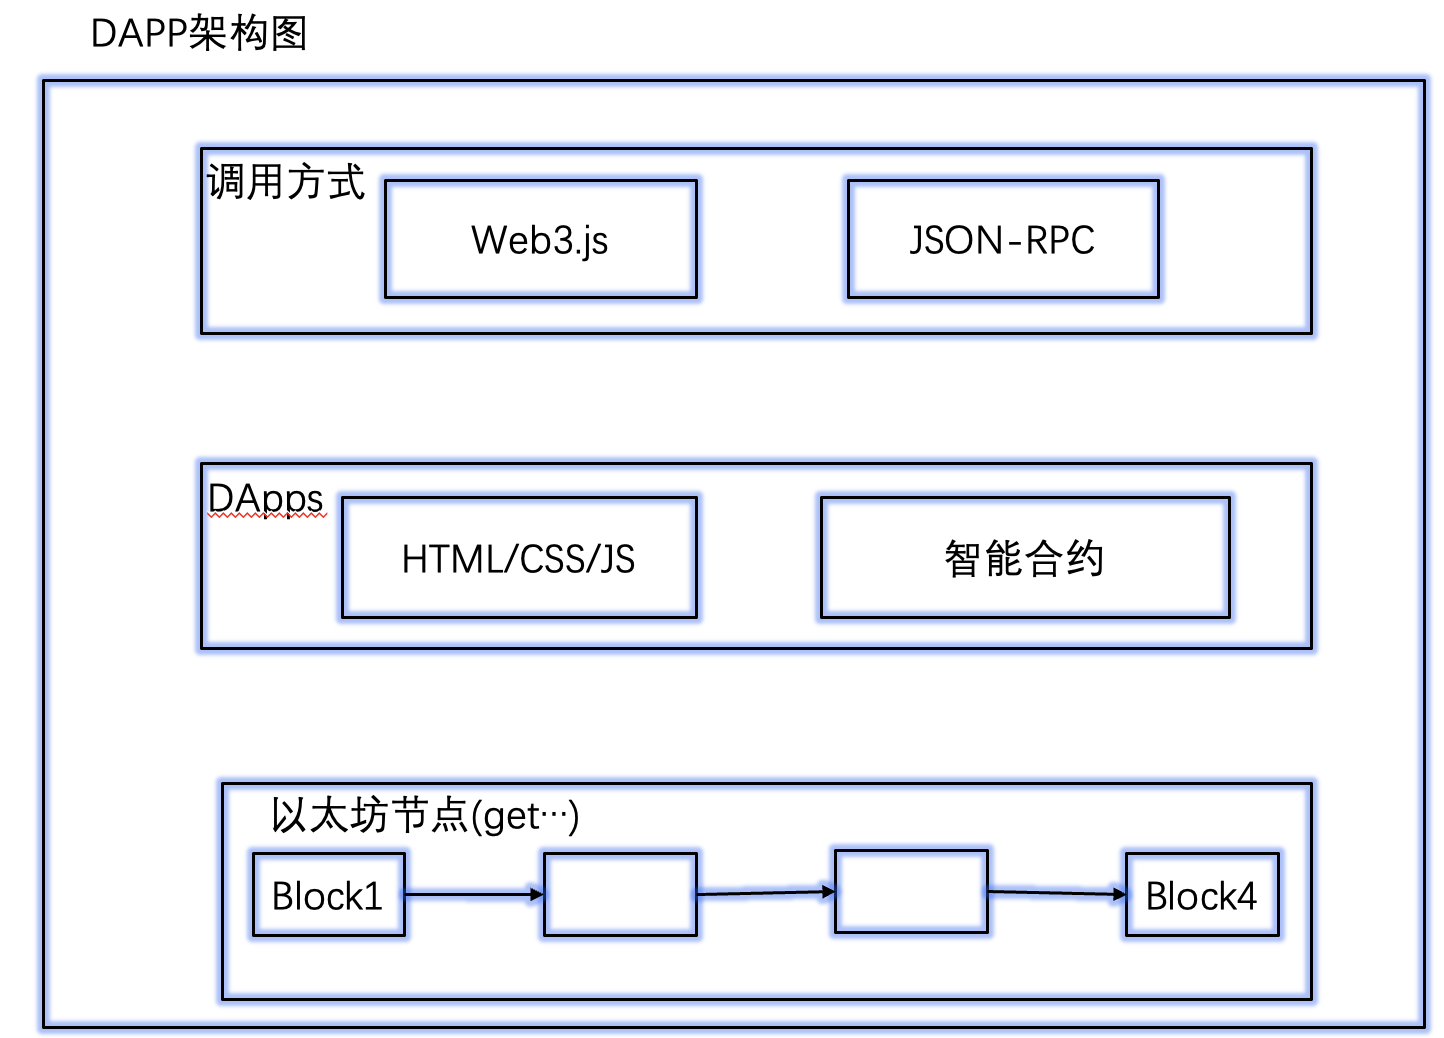 DAPP架构图
调用方式
Web3.js
JSON-RPC
DApps
HTML/CSS/JS
智能合约
以太坊节点(get…)
Block1
Block4